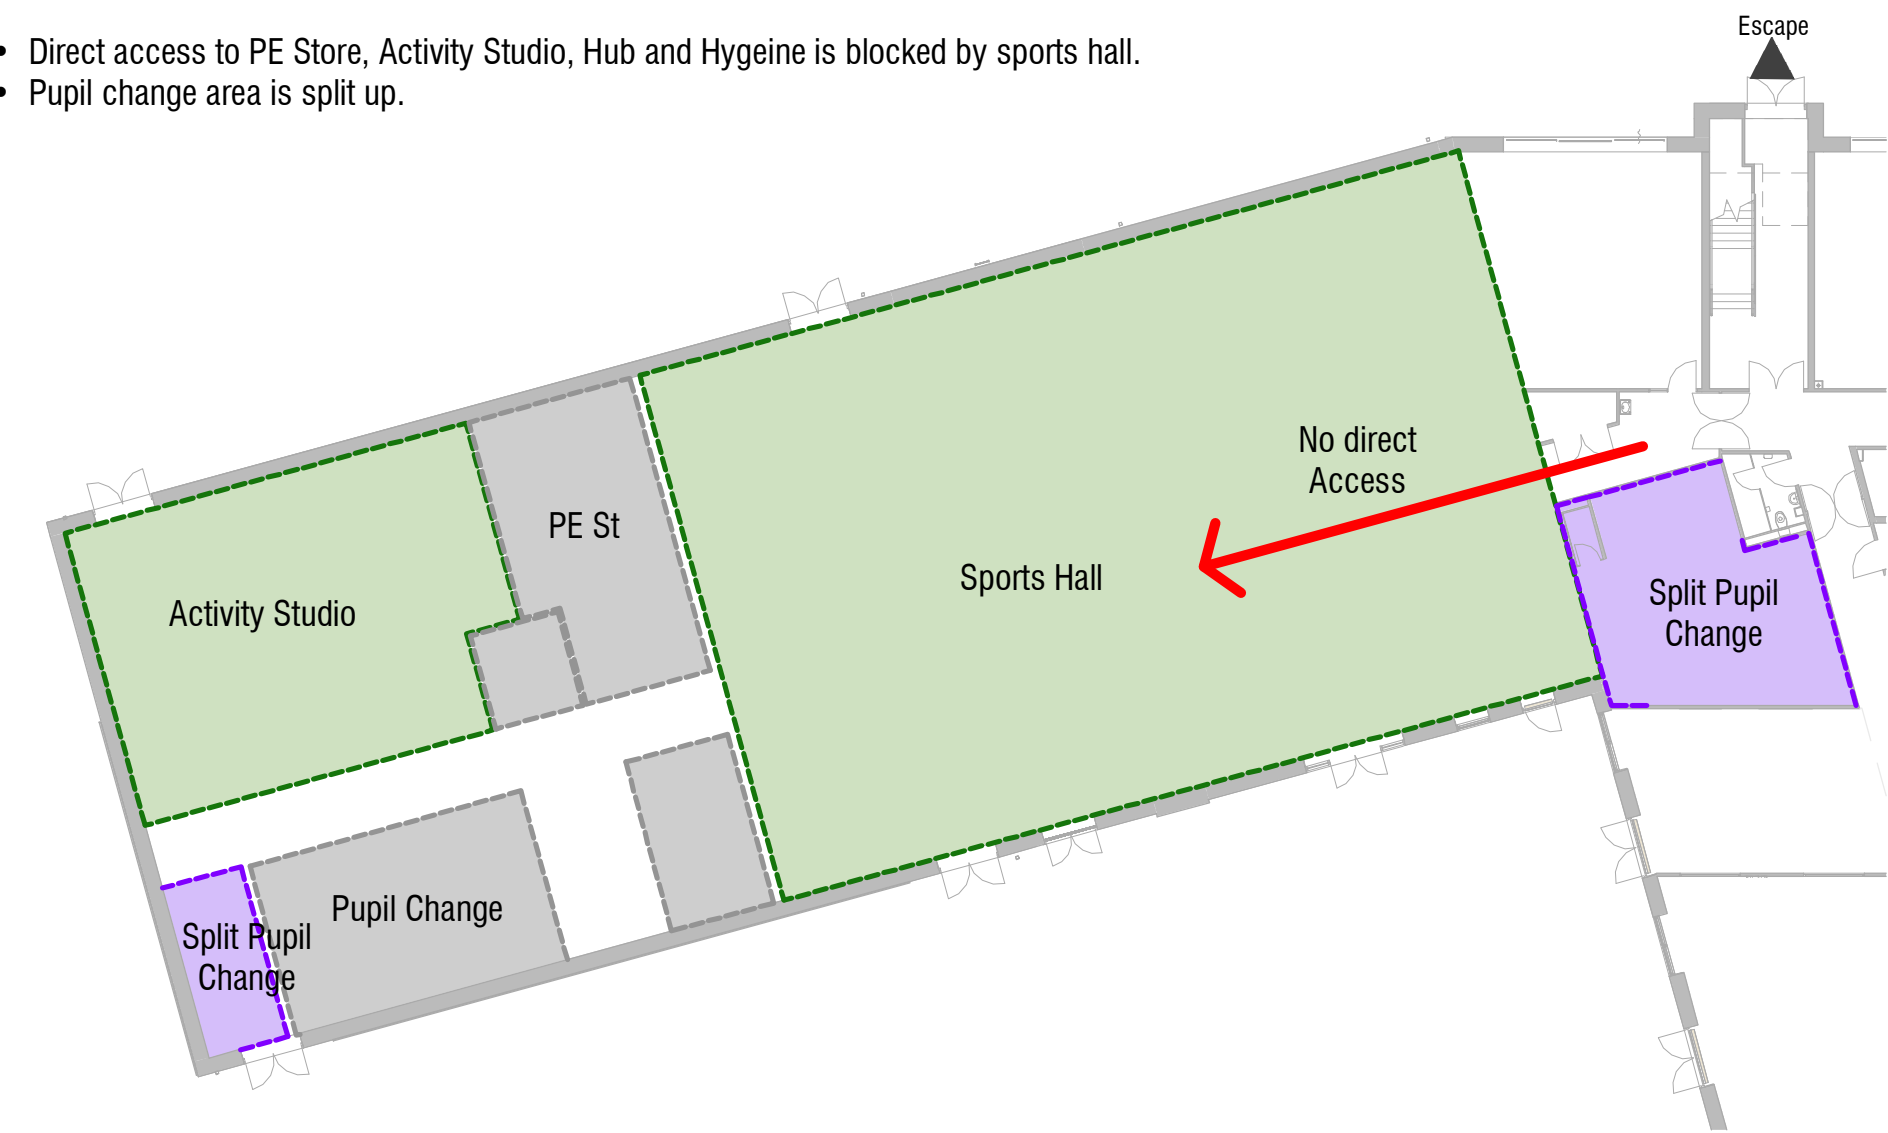 Escape
• Direct access to PE Store, Activity Studio, Hub and Hygeine is blocked by sports hall.
• Pupil change area is split up.
No direct
Access
PE St
Sports Hall
Activity Studio
Split Pupil
Change
Pupil Change
Split Pupil
Change